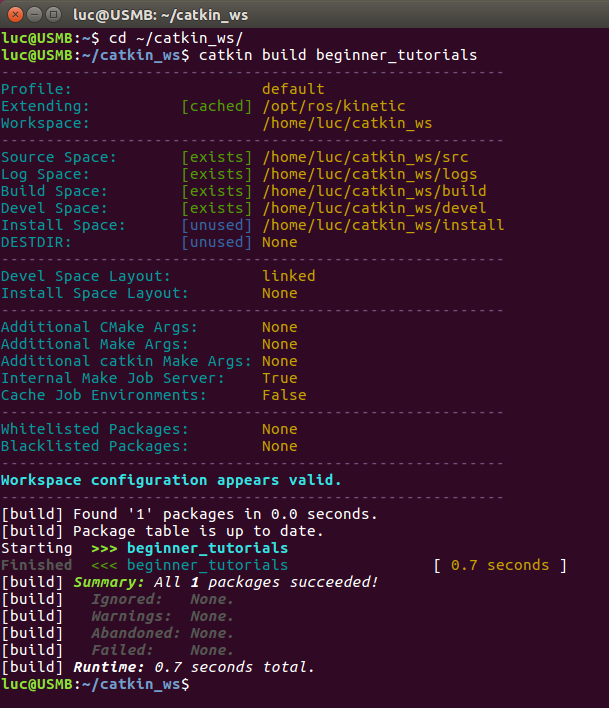 luc@USMB: ~/catkin_ws
luc@USMB:~$ cd ~/catkin_ws/
luc@USMB:~/catkin_ws$ catkin build beginner_tutorials
--------------------------------------------------------
Profile:                     default
Extending:          [cached] /opt/ros/kinetic
Workspace:                   /home/luc/catkin_ws
--------------------------------------------------------
Source Space:       [exists] /home/luc/catkin_ws/src
Log Space:          [exists] /home/luc/catkin_ws/logs
Build Space:        [exists] /home/luc/catkin_ws/build
Devel Space:        [exists] /home/luc/catkin_ws/devel
Install Space:      [unused] /home/luc/catkin_ws/install
DESTDIR:            [unused] None
--------------------------------------------------------
Devel Space Layout:          linked
Install Space Layout:        None
--------------------------------------------------------
Additional CMake Args:       None
Additional Make Args:        None
Additional catkin Make Args: None
Internal Make Job Server:    True
Cache Job Environments:      False
--------------------------------------------------------
Whitelisted Packages:        None
Blacklisted Packages:        None
--------------------------------------------------------
Workspace configuration appears valid.
--------------------------------------------------------
[build] Found '1' packages in 0.0 seconds.
[build] Package table is up to date.
Starting  >>> beginner_tutorials
Finished  <<< beginner_tutorials                [ 0.7 seconds ]
[build] Summary: All 1 packages succeeded!
[build]   Ignored:   None.
[build]   Warnings:  None.
[build]   Abandoned: None.
[build]   Failed:    None.
[build] Runtime: 0.7 seconds total.
luc@USMB:~/catkin_ws$